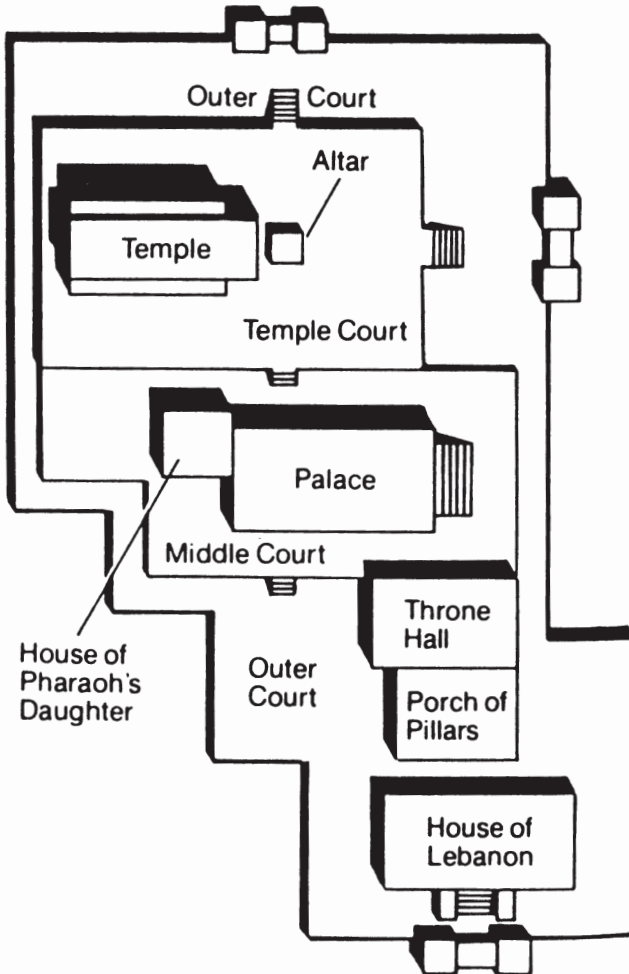 Outer Court
Altar
Temple
Temple Court
Palace
Middle Court
Throne
Hall
House of
Pharaoh's
Daughter
Outer
Court
Porch of
Pillars
House of
Lebanon